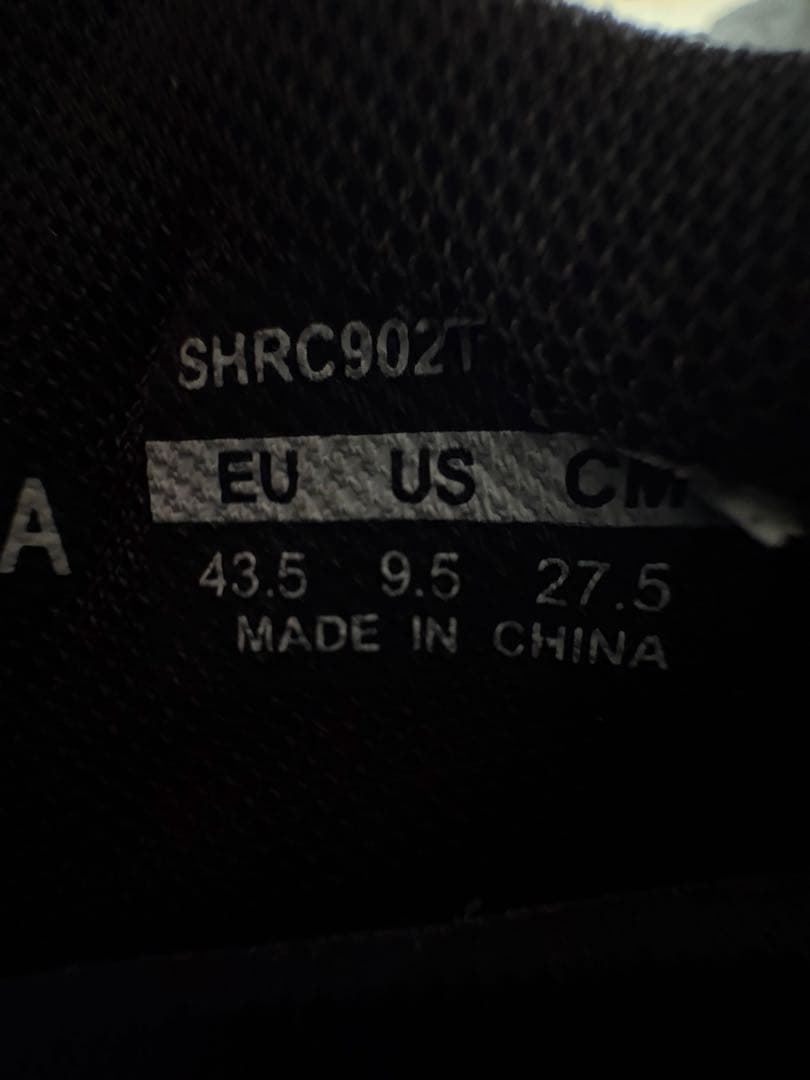 SHRC902T
EU US CM
A
43.5 9.5 27.5
MADE IN CHINA